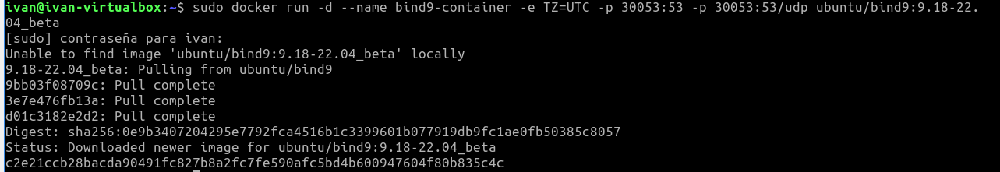 ivan@ivan-virtualbox:~$ sudo docker run -d --name bind9-container -e TZ=UTC -p 30053:53 -p 30053:53/udp ubuntu/bind9:9.18-22.
04_beta
[sudo] contraseña para ivan:
Unable to find image 'ubuntu/bind9:9.18-22.04_beta' locally
9.18-22.04_beta: Pulling from ubuntu/bind9
9bb03f08709c: Pull complete
3e7e476fb13a: Pull complete
d01c3182e2d2: Pull complete
Digest: sha256:0e9b3407204295e7792fca4516b1c3399601b077919db9fc1ae0fb50385c8057
Status: Downloaded newer image for ubuntu/bind9:9.18-22.04_beta
c2e21ccb28bacda90491fc827b8a2fc7fe590afc5bd4b600947604f80b835c4c